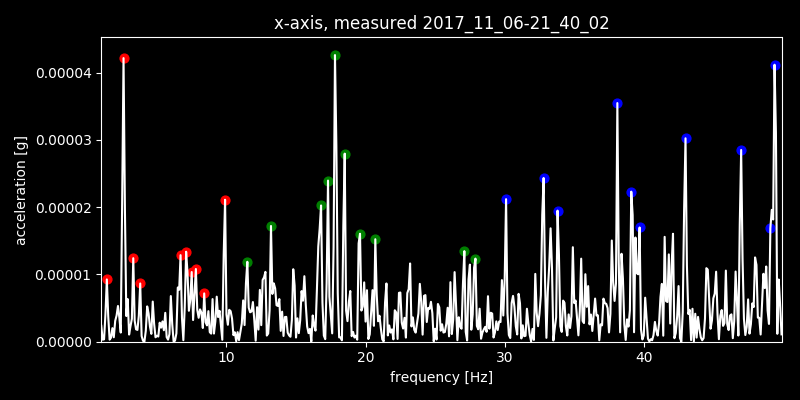 x-axis, measured 2017_11_06-21_40_02
acceleration [g]
0.00004
0.00003
0.00002
0.00001
0.00000
10 20 30 40
frequency [Hz]